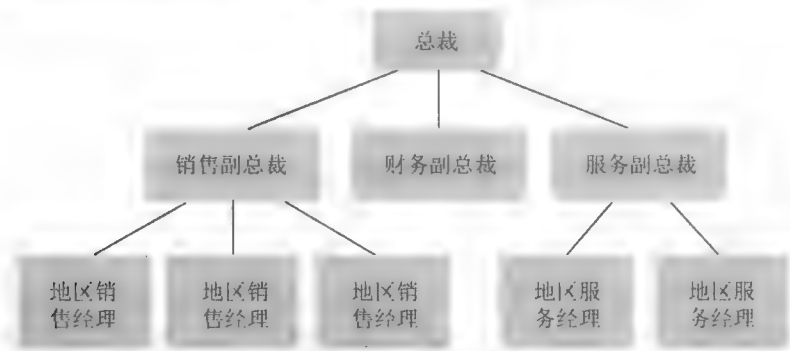 总裁
销售副总裁
财务副总裁
服务副总裁
地区销
售经理
地区销
售经理
地区销
售经理
地区服
务经理
地区服
务经理